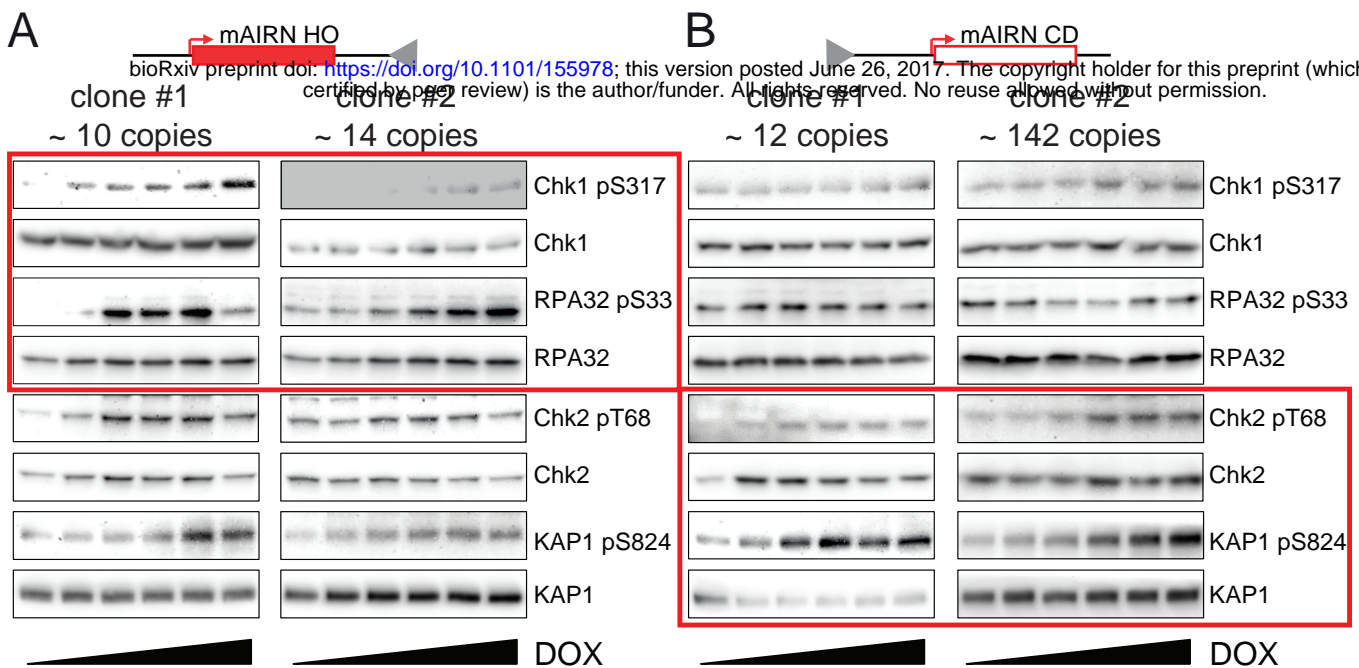 A
mAIRN HO
B
mAIRN CD
bioRxiv preprint doi: https://doi.org/10.1101/155978; this version posted June 26, 2017. The copyright holder for this preprint (which
certified by peer review) is the author/funder. All rights reserved. No reuse allowed without permission.
clone #1
clone #2
clone #1
clone #2
~ 10 copies
~ 14 copies
~ 12 copies
~ 142 copies
Chk1 pS317
Chk1 pS317
Chk1
Chk1
RPA32 pS33
RPA32 pS33
RPA32
RPA32
Chk2 pT68
Chk2 pT68
Chk2
Chk2
KAP1 pS824
KAP1 pS824
KAP1
KAP1
DOX
DOX